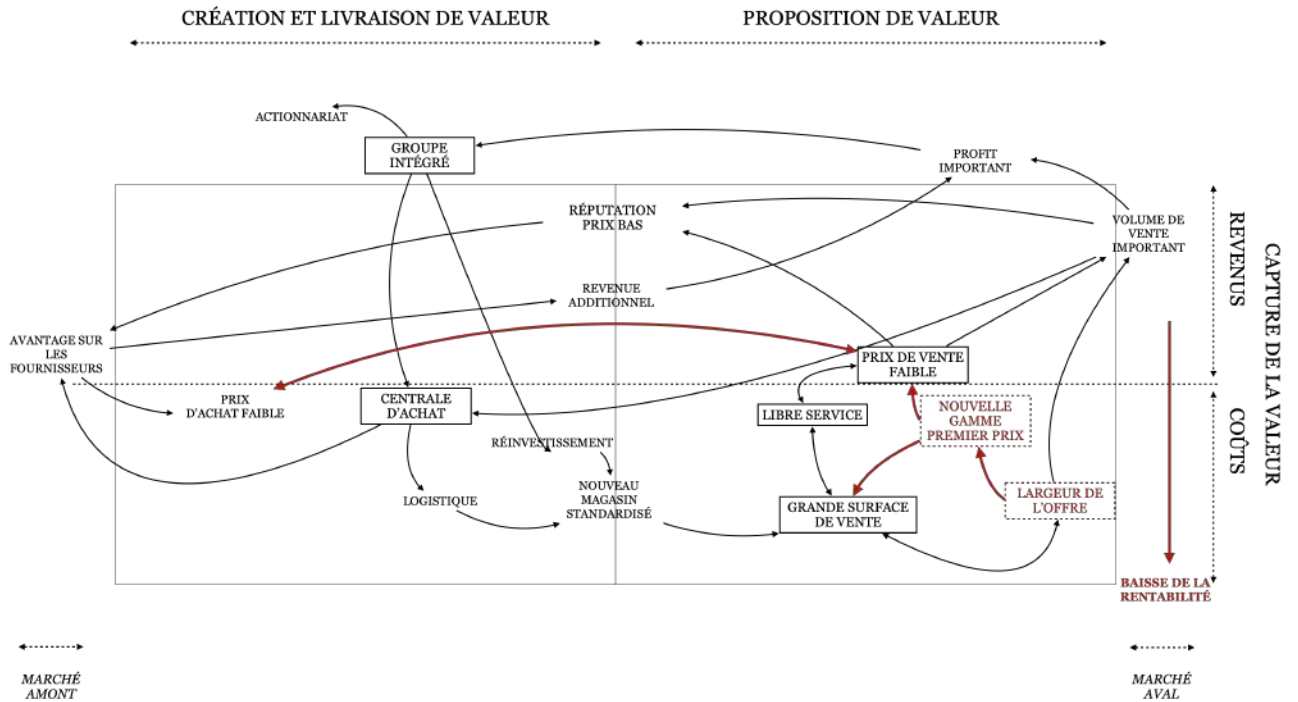 CRÉATION ET LIVRAISON DE VALEUR
PROPOSITION DE VALEUR
ACTIONNARIAT
GROUPE
INTÉGRÉ
PROFIT
IMPORTANT
RÉPUTATION
PRIX BAS
VOLUME DE
VENTE
IMPORTANT
REVENUS
CAPTURE DE LA VALEUR
REVENUE
ADDITIONNEL
AVANTAGE SUR
LES
FOURNISSEURS
PRIX DE VENTE
FAIBLE
PRIX
D'ACHAT FAIBLE
CENTRALE
D'ACHAT
LIBRE SERVICE
NOUVELLE
GAMME
PREMIER PRIX
COÛTS
RÉINVESTISSEMENT
LOGISTIQUE
NOUVEAU
MAGASIN
STANDARDISÉ
GRANDE SURFACE
DE VENTE
LARGEUR DE
L'OFFRE
BAISSE DE LA
RENTABILITÉ
MARCHÉ
AMONT
MARCHÉ
AVAL